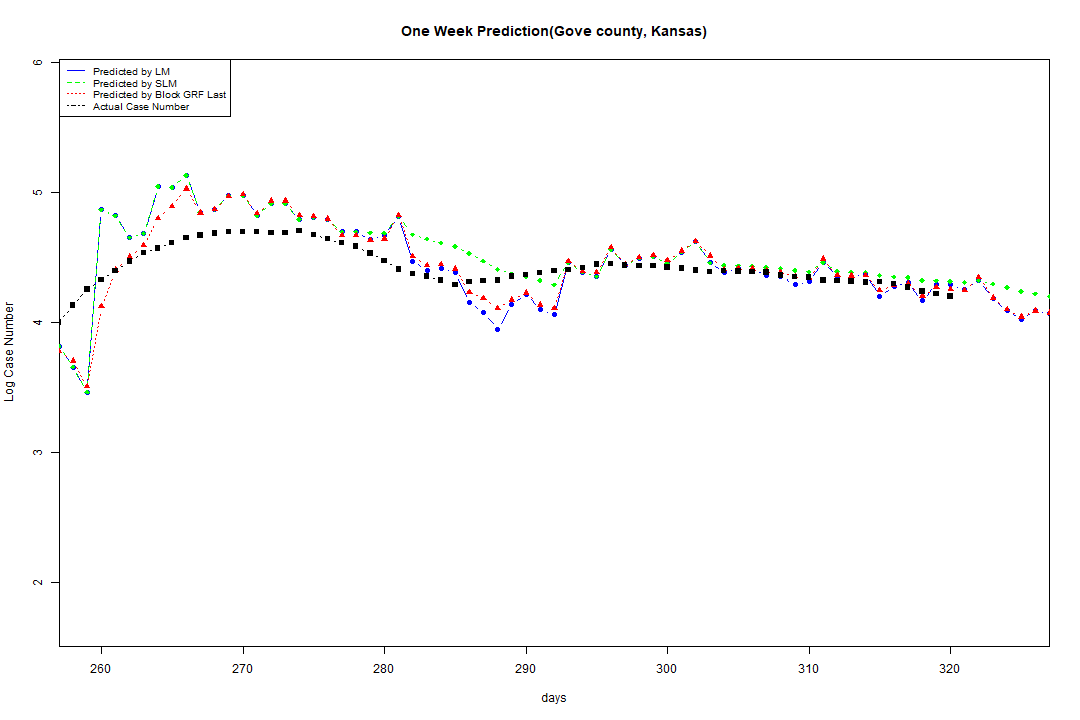 One Week Prediction(Gove county, Kansas)
Predicted by LM
Predicted by SLM
Predicted by Block GRF Last
Actual Case Number
6
5
4
3
2
Log Case Number
260 270 280 290 300 310 320
days